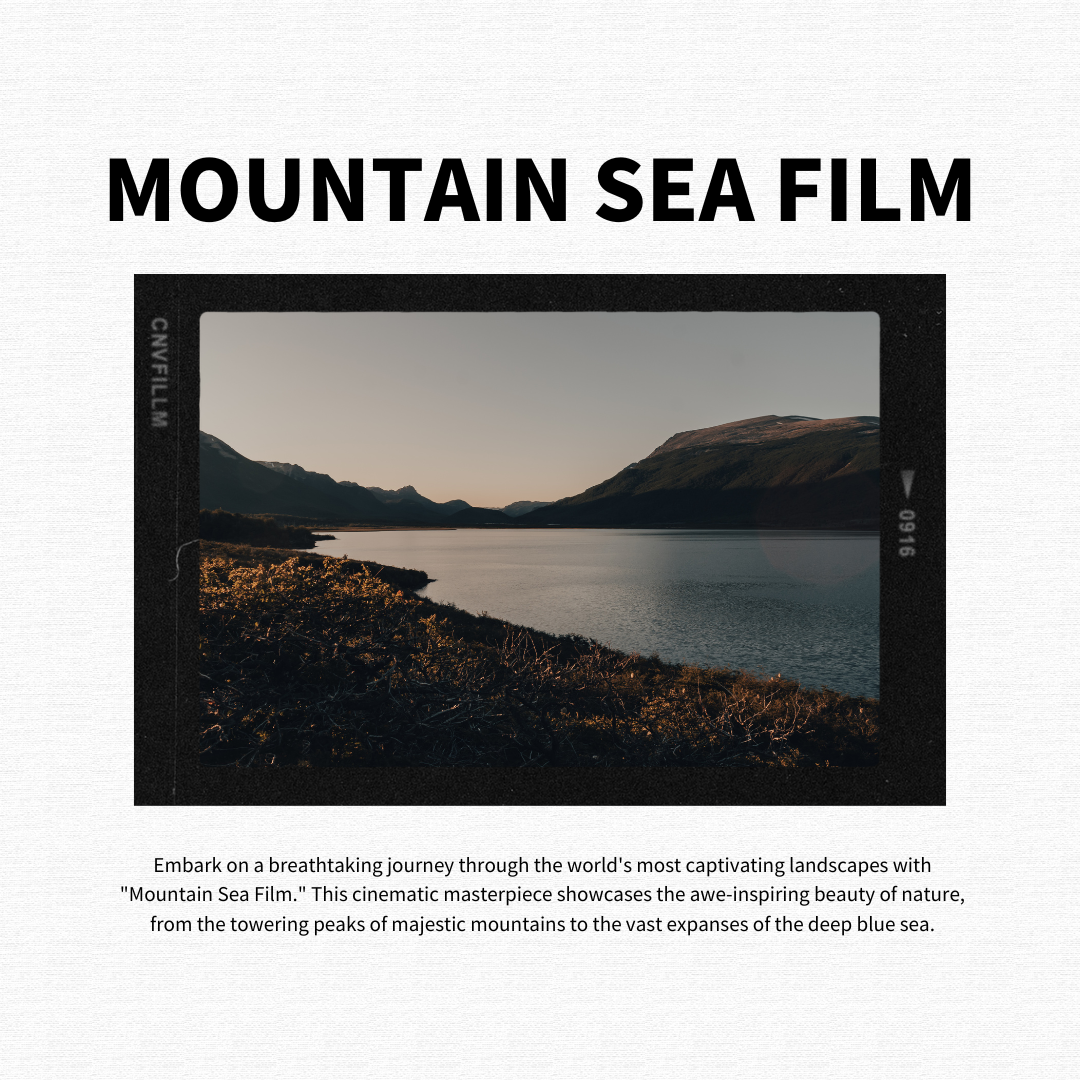 MOUNTAIN SEA FILM
CNVFILLM
0916
Embark on a breathtaking journey through the world's most captivating landscapes with
"Mountain Sea Film." This cinematic masterpiece showcases the awe-inspiring beauty of nature,
from the towering peaks of majestic mountains to the vast expanses of the deep blue sea.